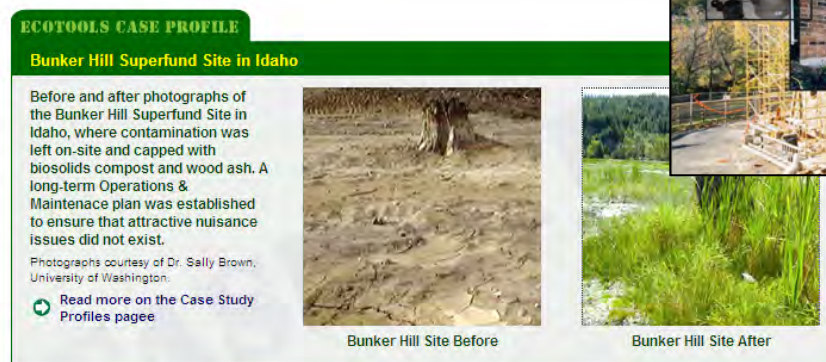 ECOTOOLS CASE PROFILE
Bunker Hill Superfund Site in Idaho
Before and after photographs of
the Bunker Hill Superfund Site in
Idaho, where contamination was
left on-site and capped with
biosolids compost and wood ash. A
long-term Operations &
Maintenace plan was established
to ensure that attractive nuisance
issues did not exist.
Photographs courtesy of Dr. Sally Brown,
University of Washington.
Read more on the Case Study
Profiles pagee
Bunker Hill Site Before
Bunker Hill Site After